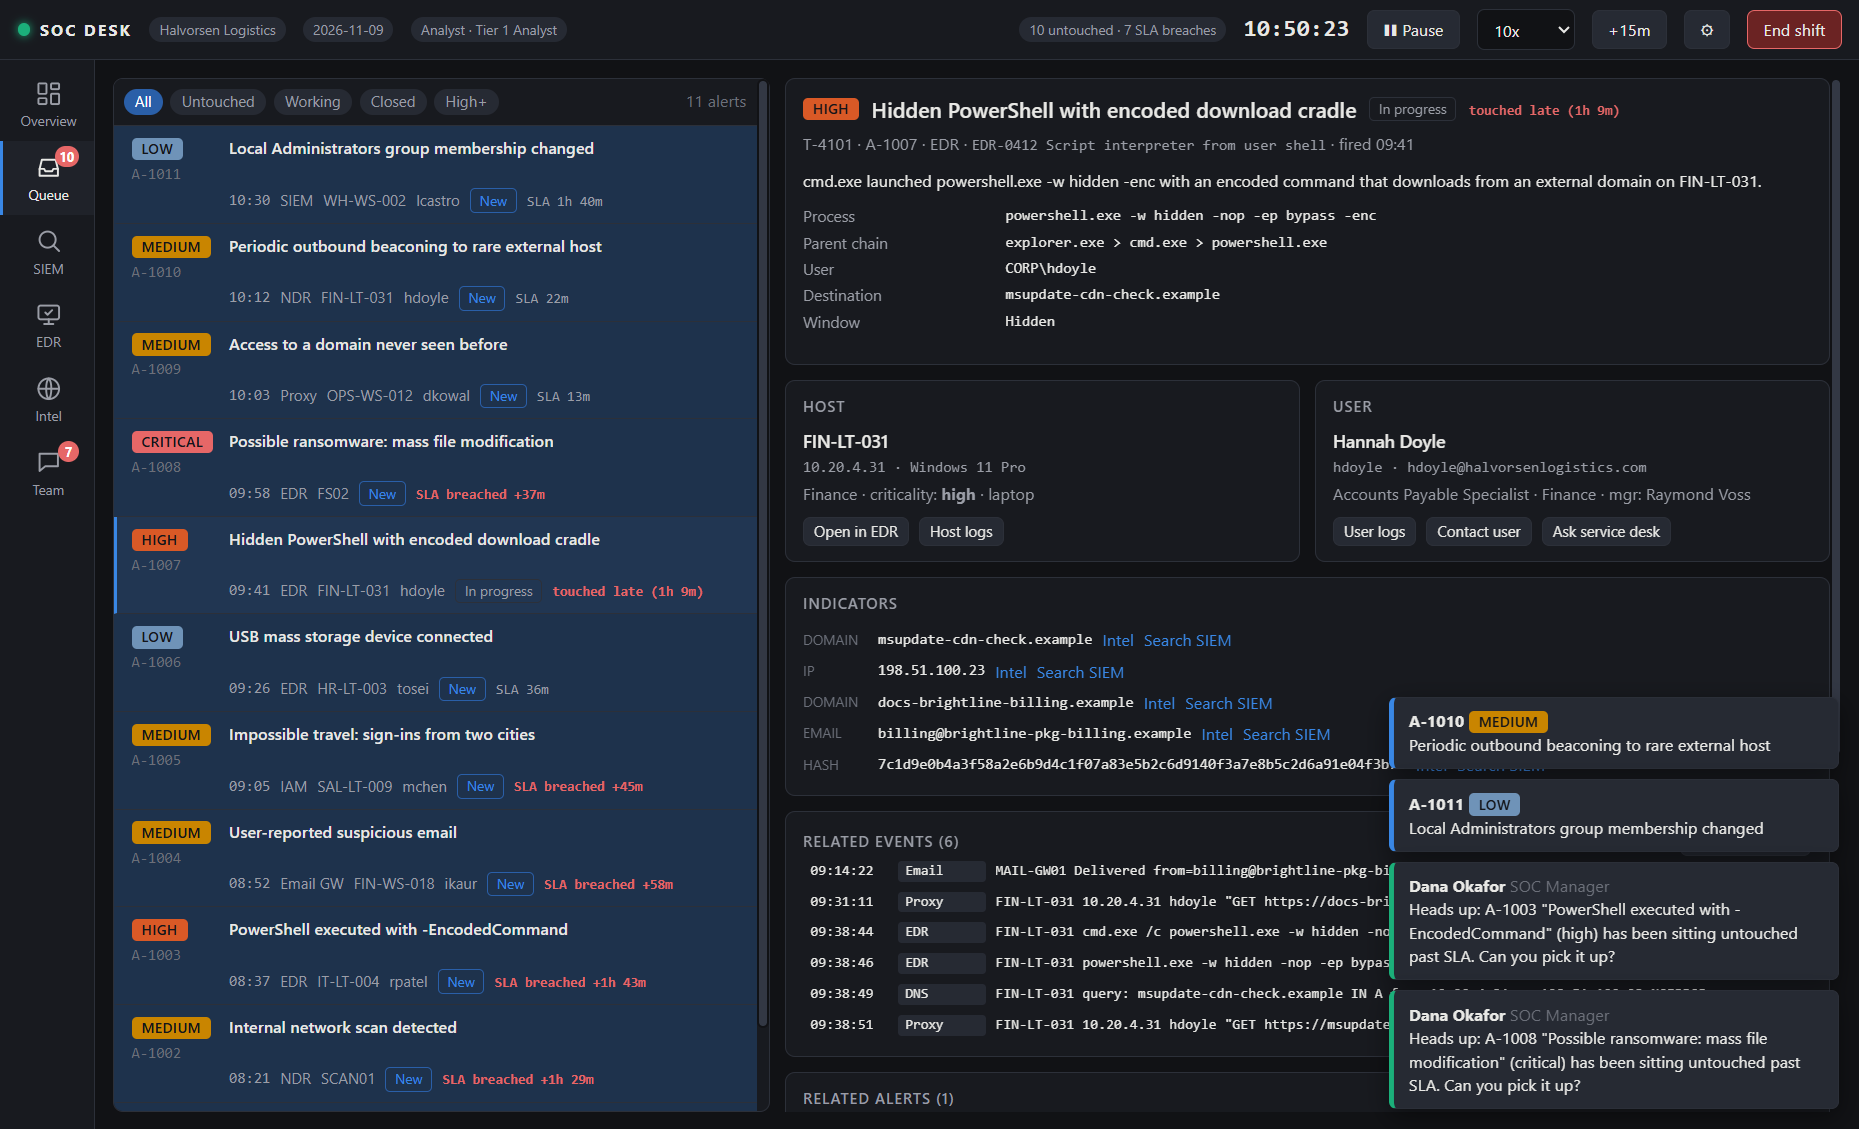 SOC DESK
Halvorsen Logistics
2026-11-09
Analyst · Tier 1 Analyst
10 untouched · 7 SLA breaches
10:50:23
Pause
10x
+15m
End shift
Overview
10
Queue
SIEM
EDR
Intel
7
Team
All
Untouched
Working
Closed
High+
11 alerts
LOW
Local Administrators group membership changed
A-1011
10:30 SIEM WH-WS-002 lcastro New SLA 1h 40m
MEDIUM
Periodic outbound beaconing to rare external host
A-1010
10:12 NDR FIN-LT-031 hdoyle New SLA 22m
MEDIUM
Access to a domain never seen before
A-1009
10:03 Proxy OPS-WS-012 dkowal New SLA 13m
CRITICAL
Possible ransomware: mass file modification
A-1008
09:58 EDR FS02 New SLA breached +37m
HIGH
Hidden PowerShell with encoded download cradle
A-1007
09:41 EDR FIN-LT-031 hdoyle In progress touched late (1h 9m)
LOW
USB mass storage device connected
A-1006
09:26 EDR HR-LT-003 tosei New SLA 36m
MEDIUM
Impossible travel: sign-ins from two cities
A-1005
09:05 IAM SAL-LT-009 mchen New SLA breached +45m
MEDIUM
User-reported suspicious email
A-1004
08:52 Email GW FIN-WS-018 ikaur New SLA breached +58m
HIGH
PowerShell executed with -EncodedCommand
A-1003
08:37 EDR IT-LT-004 rpatel New SLA breached +1h 43m
MEDIUM
Internal network scan detected
A-1002
08:21 NDR SCAN01 New SLA breached +1h 29m
HIGH Hidden PowerShell with encoded download cradle In progress touched late (1h 9m)
T-4101 · A-1007 · EDR · EDR-0412 Script interpreter from user shell · fired 09:41
cmd.exe launched powershell.exe -w hidden -enc with an encoded command that downloads from an external domain on FIN-LT-031.
Process powershell.exe -w hidden -nop -ep bypass -enc
Parent chain explorer.exe > cmd.exe > powershell.exe
User CORP\hdoyle
Destination msupdate-cdn-check.example
Window Hidden
HOST
FIN-LT-031
10.20.4.31 · Windows 11 Pro
Finance · criticality: high · laptop
Open in EDR
Host logs
USER
Hannah Doyle
hdoyle · hdoyle@halvorsenlogistics.com
Accounts Payable Specialist · Finance · mgr: Raymond Voss
User logs
Contact user
Ask service desk
INDICATORS
DOMAIN msupdate-cdn-check.example Intel Search SIEM
IP 198.51.100.23 Intel Search SIEM
DOMAIN docs-brightline-billing.example Intel Search SIEM
EMAIL billing@brightline-pkg-billing.example Intel Search SIEM
HASH 7c1d9e0b4a3f58a2e6b9d4c1f07a83e5b2c6d9140f3a7e8b5c2d6a91e04f3b
RELATED EVENTS (6)
09:14:22 Email MAIL-GW01 Delivered from=billing@brightline-pkg-bi
09:31:11 Proxy FIN-LT-031 10.20.4.31 hdoyle "GET https://docs-bri
09:38:44 EDR FIN-LT-031 cmd.exe /c powershell.exe -w hidden -no
09:38:46 EDR FIN-LT-031 powershell.exe -w hidden -nop -ep bypas
09:38:49 DNS FIN-LT-031 query: msupdate-cdn-check.example IN A
09:38:51 Proxy FIN-LT-031 10.20.4.31 hdoyle "GET https://msupdate
RELATED ALERTS (1)
A-1010 MEDIUM
Periodic outbound beaconing to rare external host
A-1011 LOW
Local Administrators group membership changed
Dana Okafor SOC Manager
Heads up: A-1003 "PowerShell executed with -
EncodedCommand" (high) has been sitting untouched
past SLA. Can you pick it up?
Dana Okafor SOC Manager
Heads up: A-1008 "Possible ransomware: mass file
modification" (critical) has been sitting untouched past
SLA. Can you pick it up?